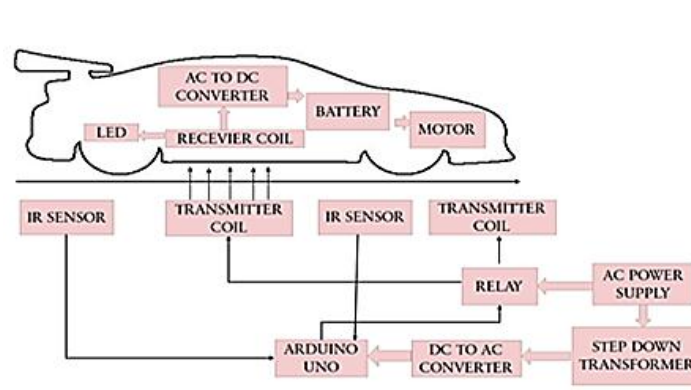 AC TO DC
CONVERTER
BATTERY
LED
RECEVIER COIL
MOTOR
IR SENSOR
TRANSMITTER
COIL
IR SENSOR
TRANSMITTER
COIL
RELAY
AC POWER
SUPPLY
ARDUINO
UNO
DC TO AC
CONVERTER
STEP DOWN
TRANSFORMER